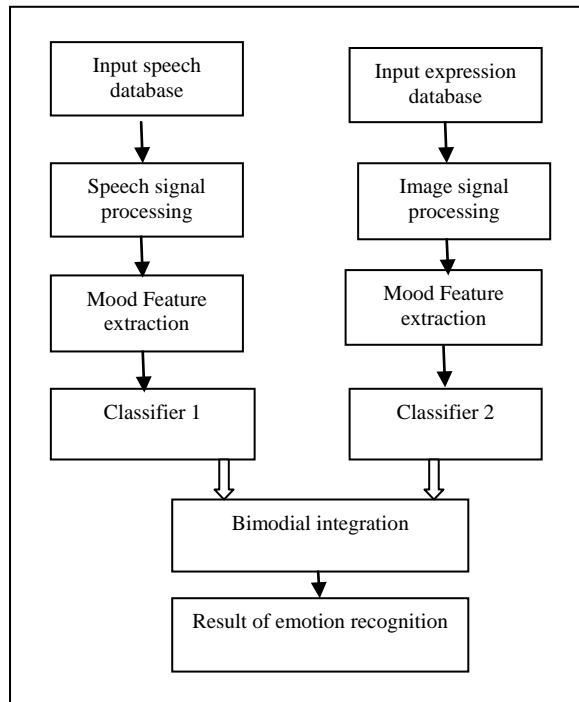 Input speech
database
Input expression
database
Speech signal
processing
Image signal
processing
Mood Feature
extraction
Mood Feature
extraction
Classifier 1
Classifier 2
Bimodial integration
Result of emotion recognition